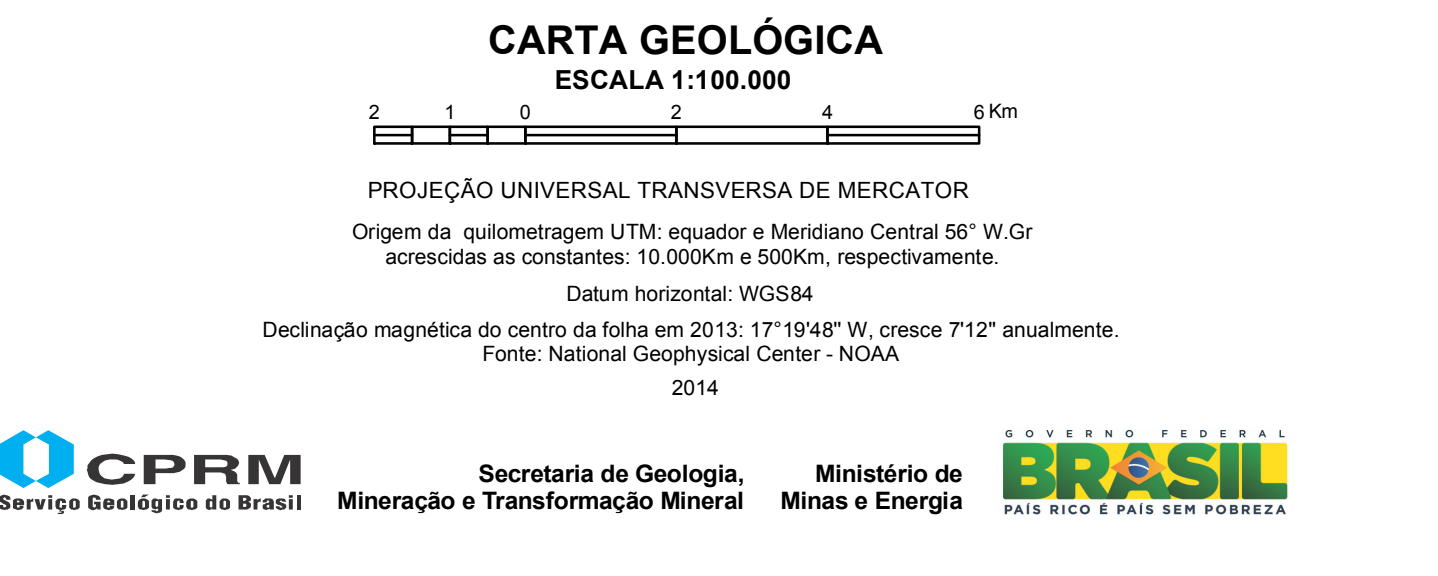 CARTA GEOLÓGICA
ESCALA 1:100.000
2 1 0 2 4 6 Km
PROJEÇÃO UNIVERSAL TRANSVERSA DE MERCATOR
Origem da quilometragem UTM: equador e Meridiano Central 56° W.Gr
acrescidas as constantes: 10.000Km e 500Km, respectivamente.
Datum horizontal: WGS84
Declinação magnética do centro da folha em 2013: 17°19'48" W, cresce 7'12" anualmente.
Fonte: National Geophysical Center - NOAA
2014
CPRM
Serviço Geológico do Brasil
Secretaria de Geologia,
Mineração e Transformação Mineral
Ministério de
Minas e Energia
GOVERNO FEDERAL
BRASIL
PAÍS RICO É PAÍS SEM POBREZA